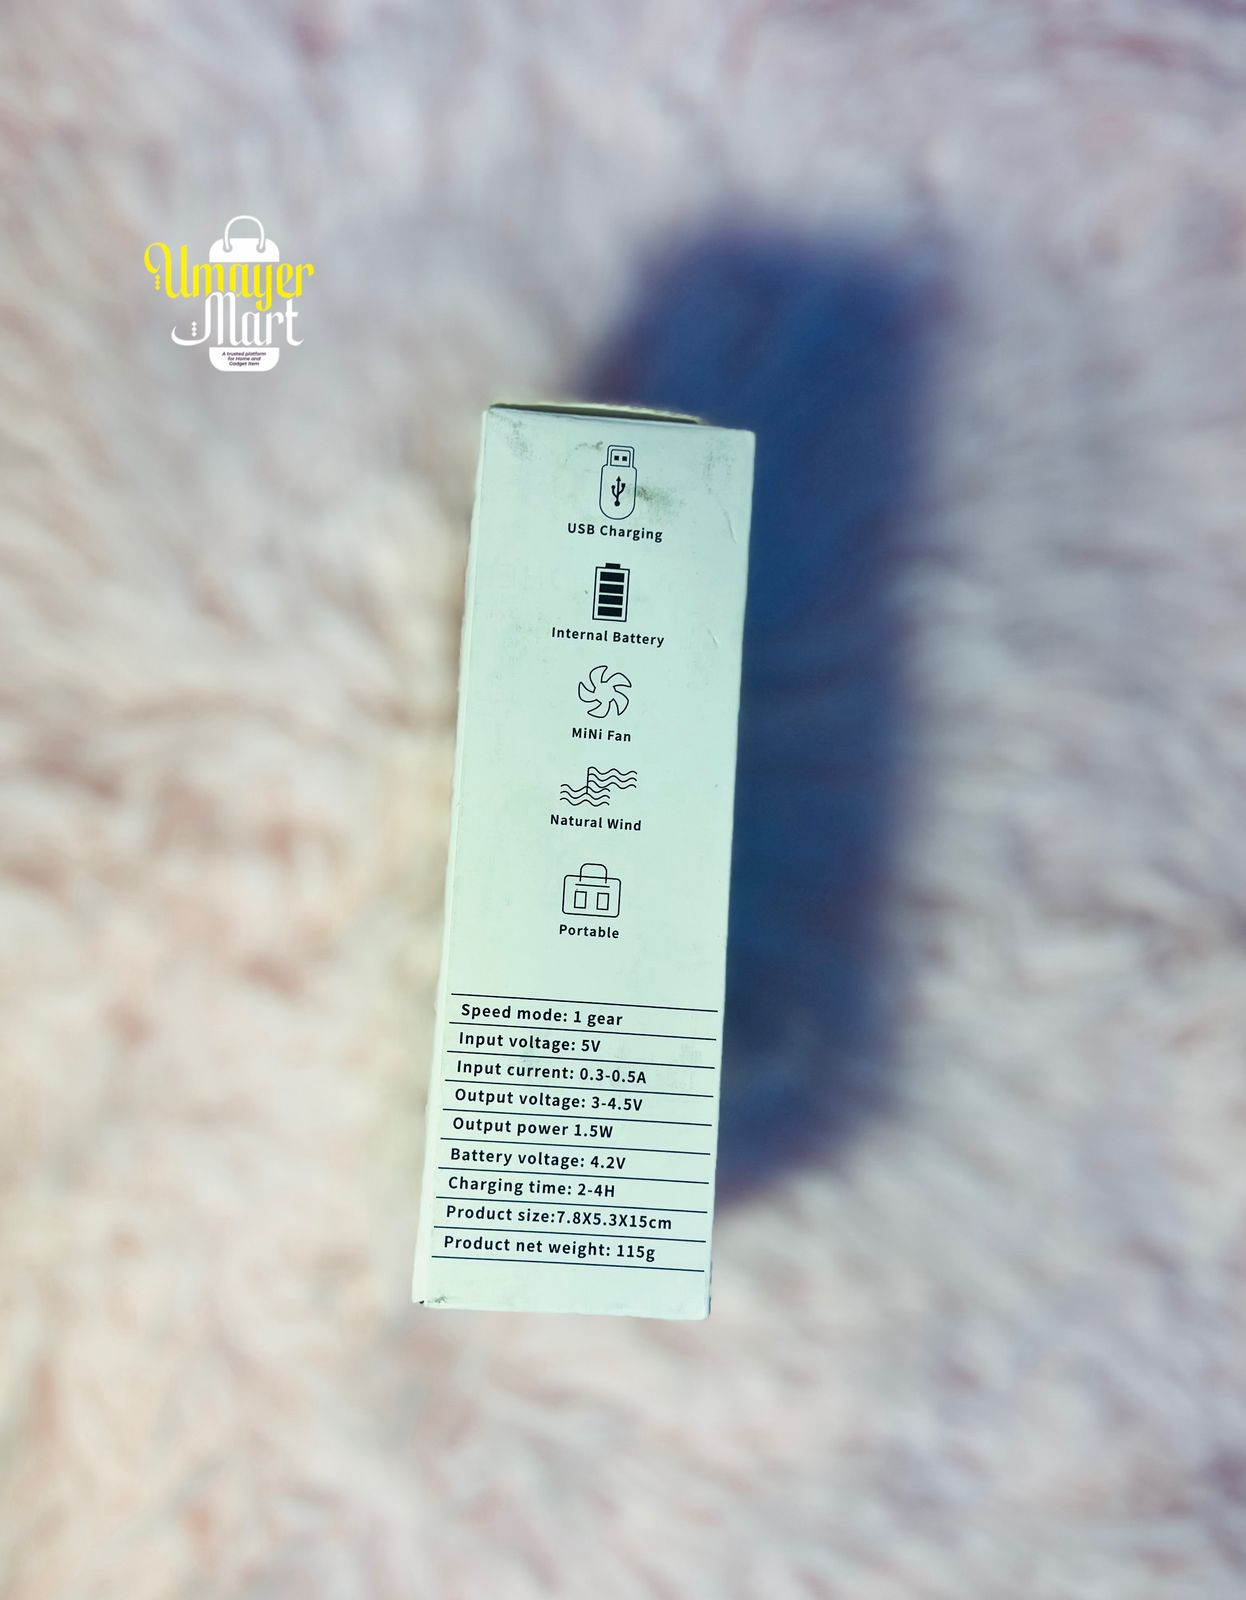 Umayer
Mart
A trusted platform
for Home and
Gadget Item
USB Charging
Internal Battery
MiNi Fan
Natural Wind
Portable
Speed mode: 1 gear
Input voltage: 5V
Input current: 0.3-0.5A
Output voltage: 3-4.5V
Output power 1.5W
Battery voltage: 4.2V
Charging time: 2-4H
Product size:7.8X5.3X15cm
Product net weight: 115g